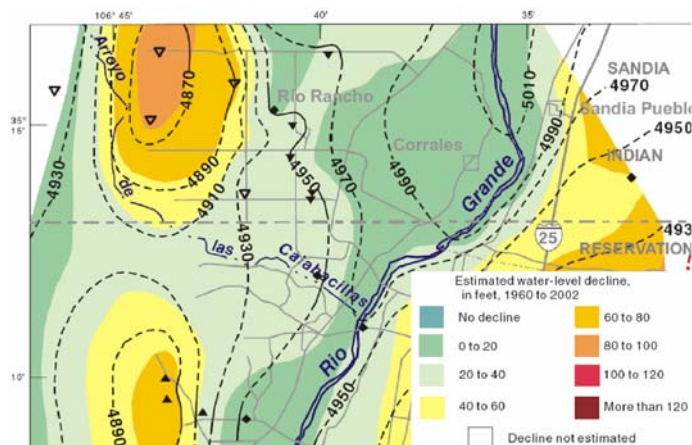 106° 45'
40'
35'
Arroyo
4870
5010
SANDIA
4970
4990
Sandia Pueblo
4950
Rio Rancho
35°
15'
Corrales
INDIAN
4890
4930
4910
4950
4970
4990
de
Grande
4930
25
RESERVATION
las
Calabacillas
Estimated water-level decline,
in feet, 1960 to 2002
No decline
60 to 80
0 to 20
80 to 100
20 to 40
100 to 120
40 to 60
More than 120
Decline not estimated
Rio
4950
10'
4890